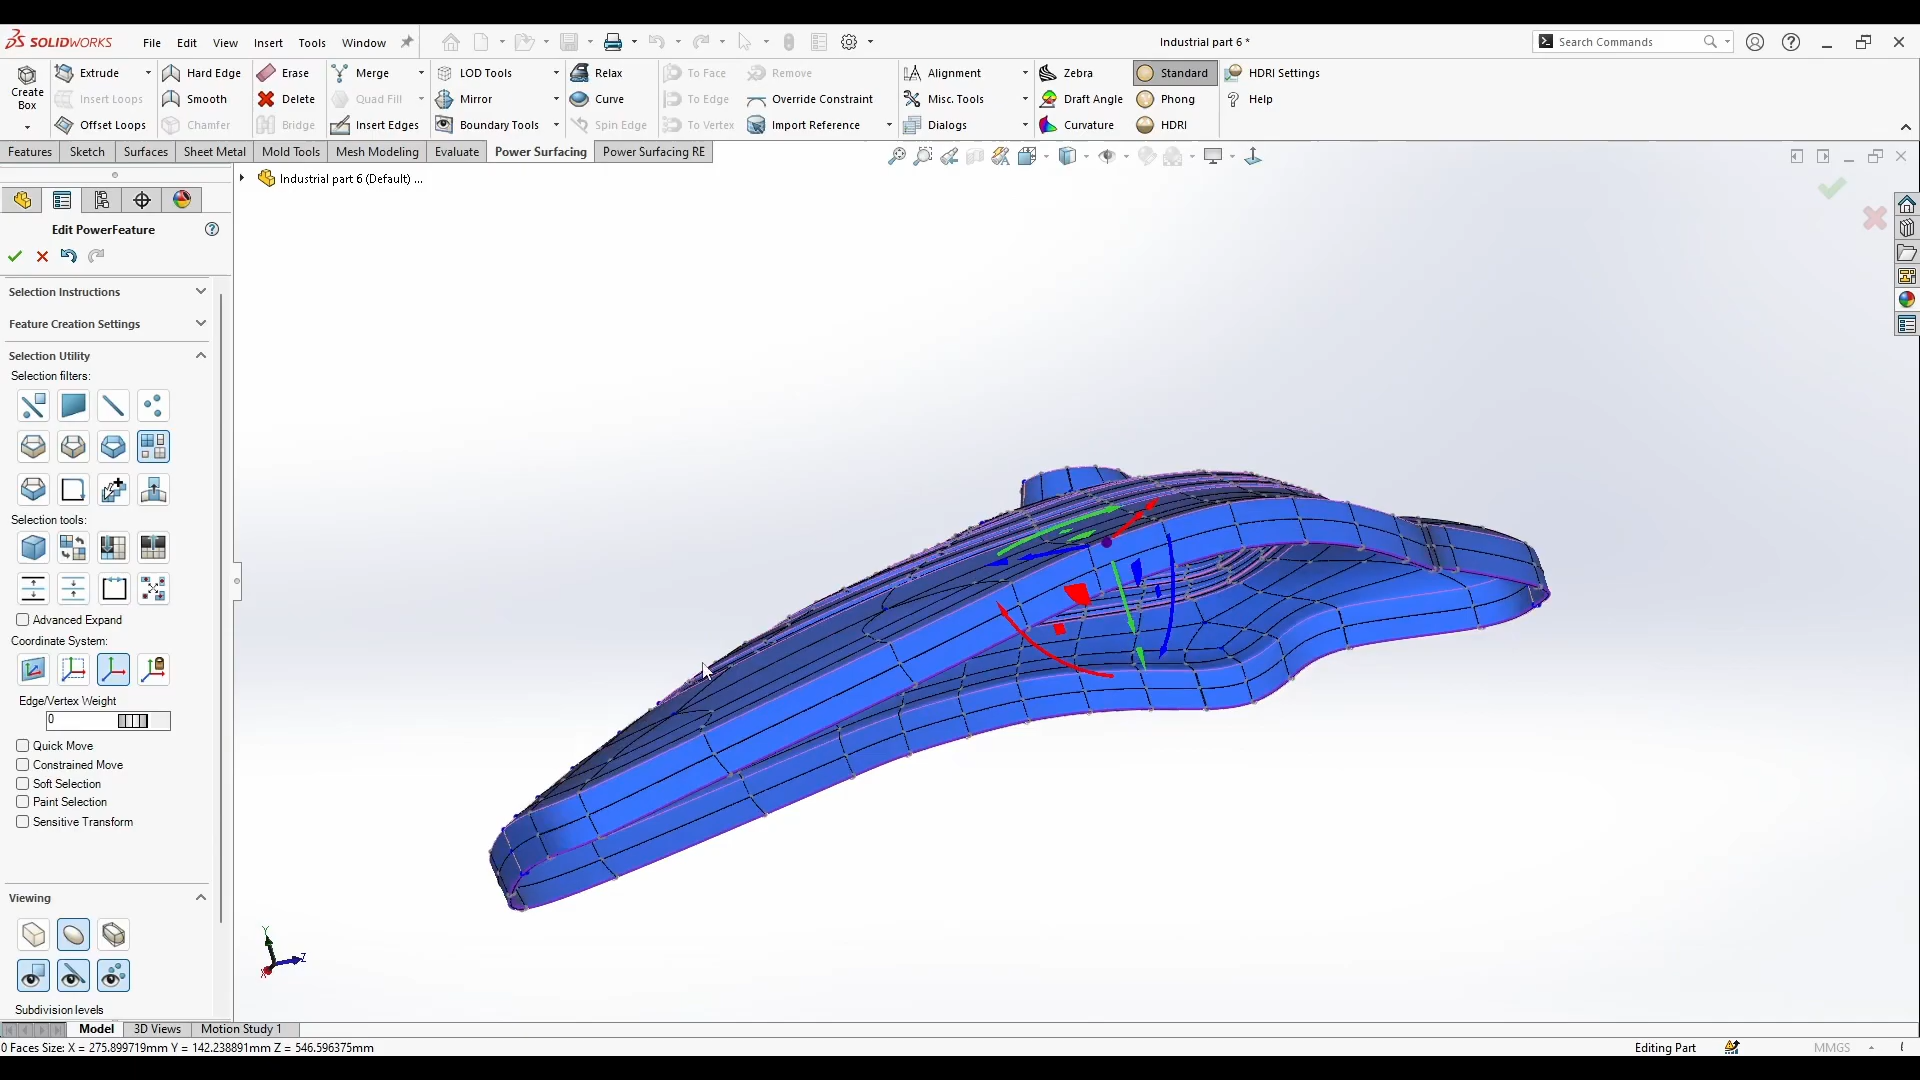 SOLIDWORKS File Edit View Insert Tools Window Industrial part 6 * Search Commands
Create Box
Extrude Hard Edge Erase Merge LOD Tools Relax To Face Remove Alignment Zebra Standard HDRI Settings
Insert Loops Smooth Delete Quad Fill Mirror Curve To Edge Override Constraint Misc. Tools Draft Angle Phong Help
Offset Loops Chamfer Bridge Insert Edges Boundary Tools Spin Edge To Vertex Import Reference Dialogs Curvature HDRI
Features Sketch Surfaces Sheet Metal Mold Tools Mesh Modeling Evaluate Power Surfacing Power Surfacing RE
Industrial part 6 (Default) ...
Edit PowerFeature
Selection Instructions
Feature Creation Settings
Selection Utility
Selection filters:
Selection tools:
Advanced Expand
Coordinate System:
Edge/Vertex Weight
0
Quick Move
Constrained Move
Soft Selection
Paint Selection
Sensitive Transform
Viewing
Subdivision levels
Y
Z
X
Model 3D Views Motion Study 1
0 Faces Size: X = 275.899719mm Y = 142.238891mm Z = 546.596375mm Editing Part MMGS